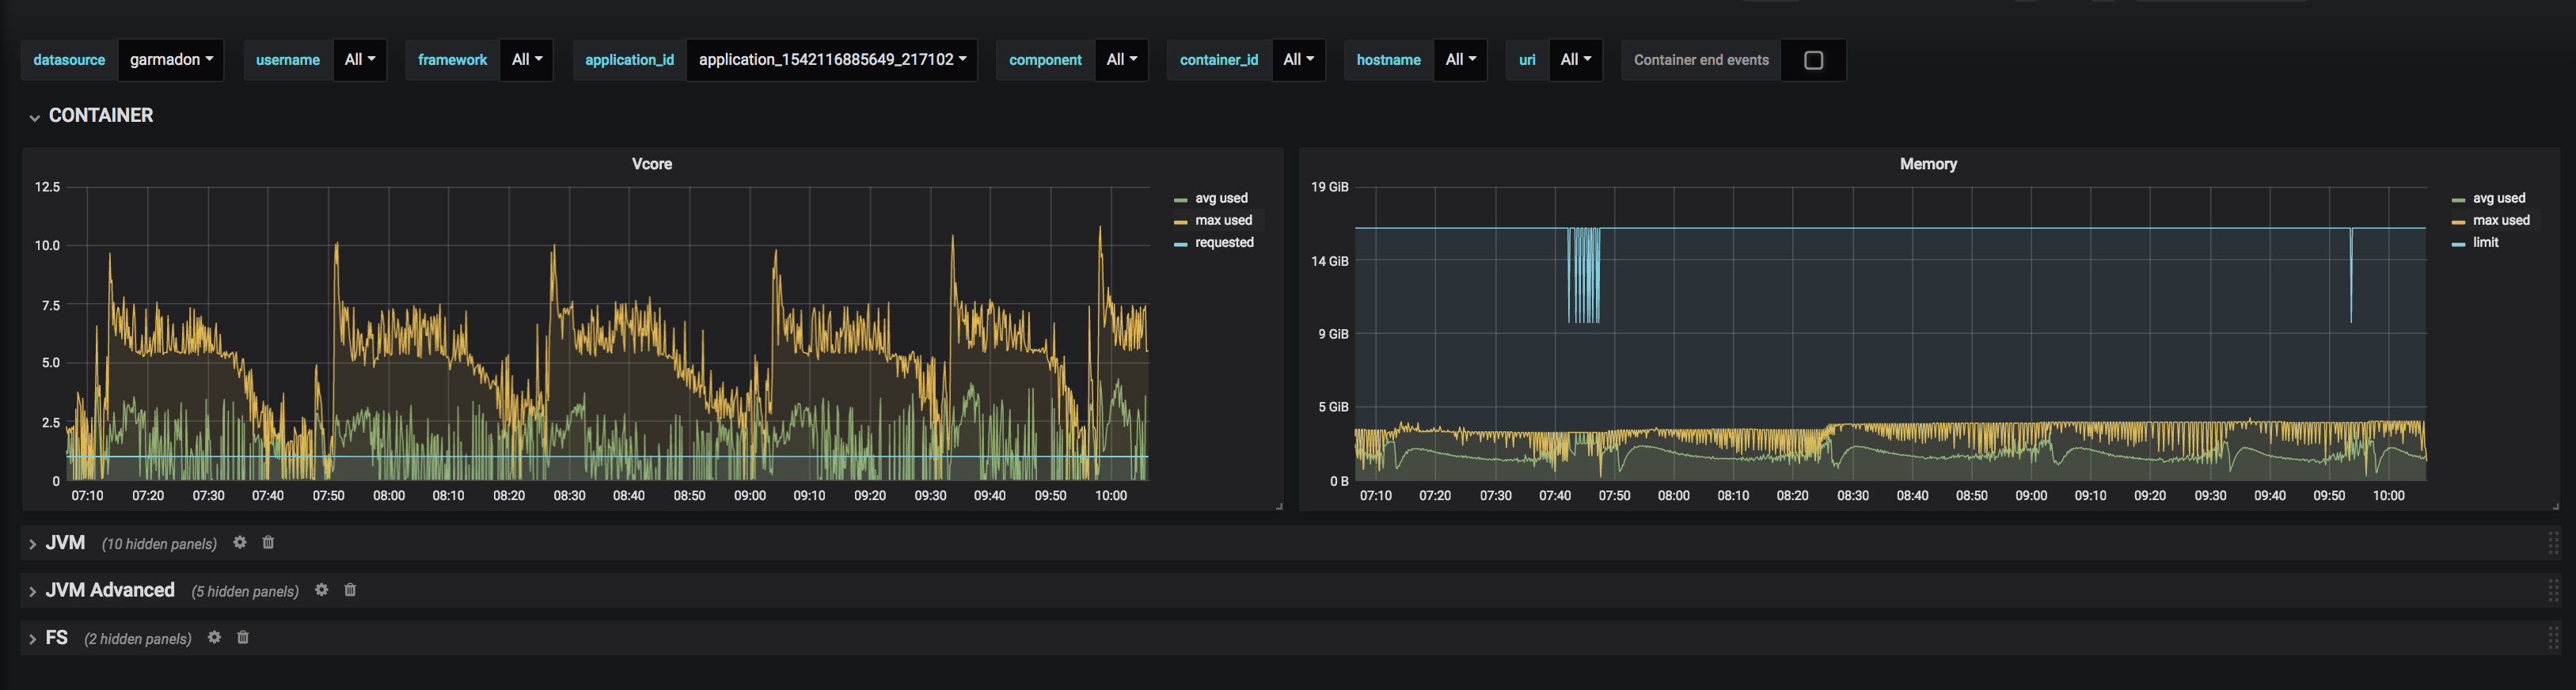 datasource garmadon username All framework All application_id application_1542116885649_217102 component All container_id All hostname All uri All Container end events
CONTAINER
Vcore
12.5
10.0
7.5
5.0
2.5
0
07:10 07:20 07:30 07:40 07:50 08:00 08:10 08:20 08:30 08:40 08:50 09:00 09:10 09:20 09:30 09:40 09:50 10:00
avg used
max used
requested
Memory
19 GiB
14 GiB
9 GiB
5 GiB
0 B
07:10 07:20 07:30 07:40 07:50 08:00 08:10 08:20 08:30 08:40 08:50 09:00 09:10 09:20 09:30 09:40 09:50 10:00
avg used
max used
limit
JVM (10 hidden panels)
JVM Advanced (5 hidden panels)
FS (2 hidden panels)